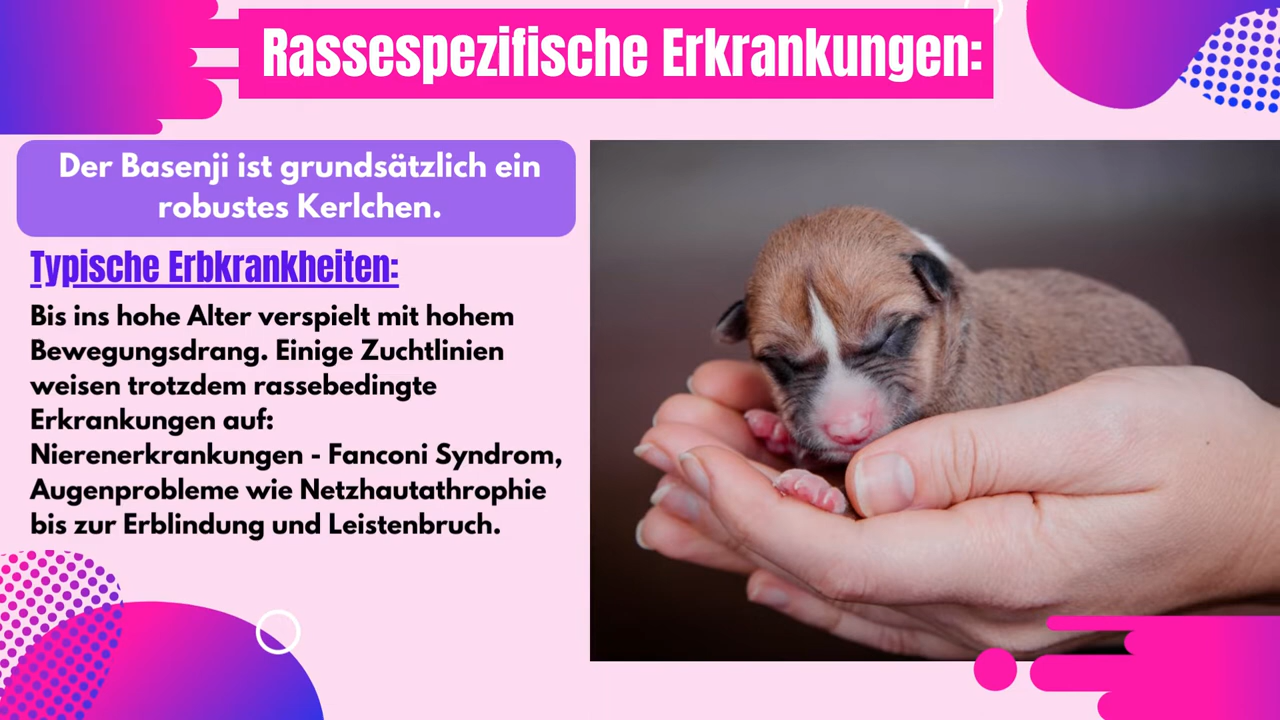 Rassespezifische Erkrankungen:
Der Basenji ist grundsätzlich ein
robustes Kerlchen.
Typische Erbkrankheiten:
Bis ins hohe Alter verspielt mit hohem
Bewegungsdrang. Einige Zuchtlinien
weisen trotzdem rassebedingte
Erkrankungen auf:
Nierenerkrankungen - Fanconi Syndrom,
Augenprobleme wie Netzhautathrophie
bis zur Erblindung und Leistenbruch.